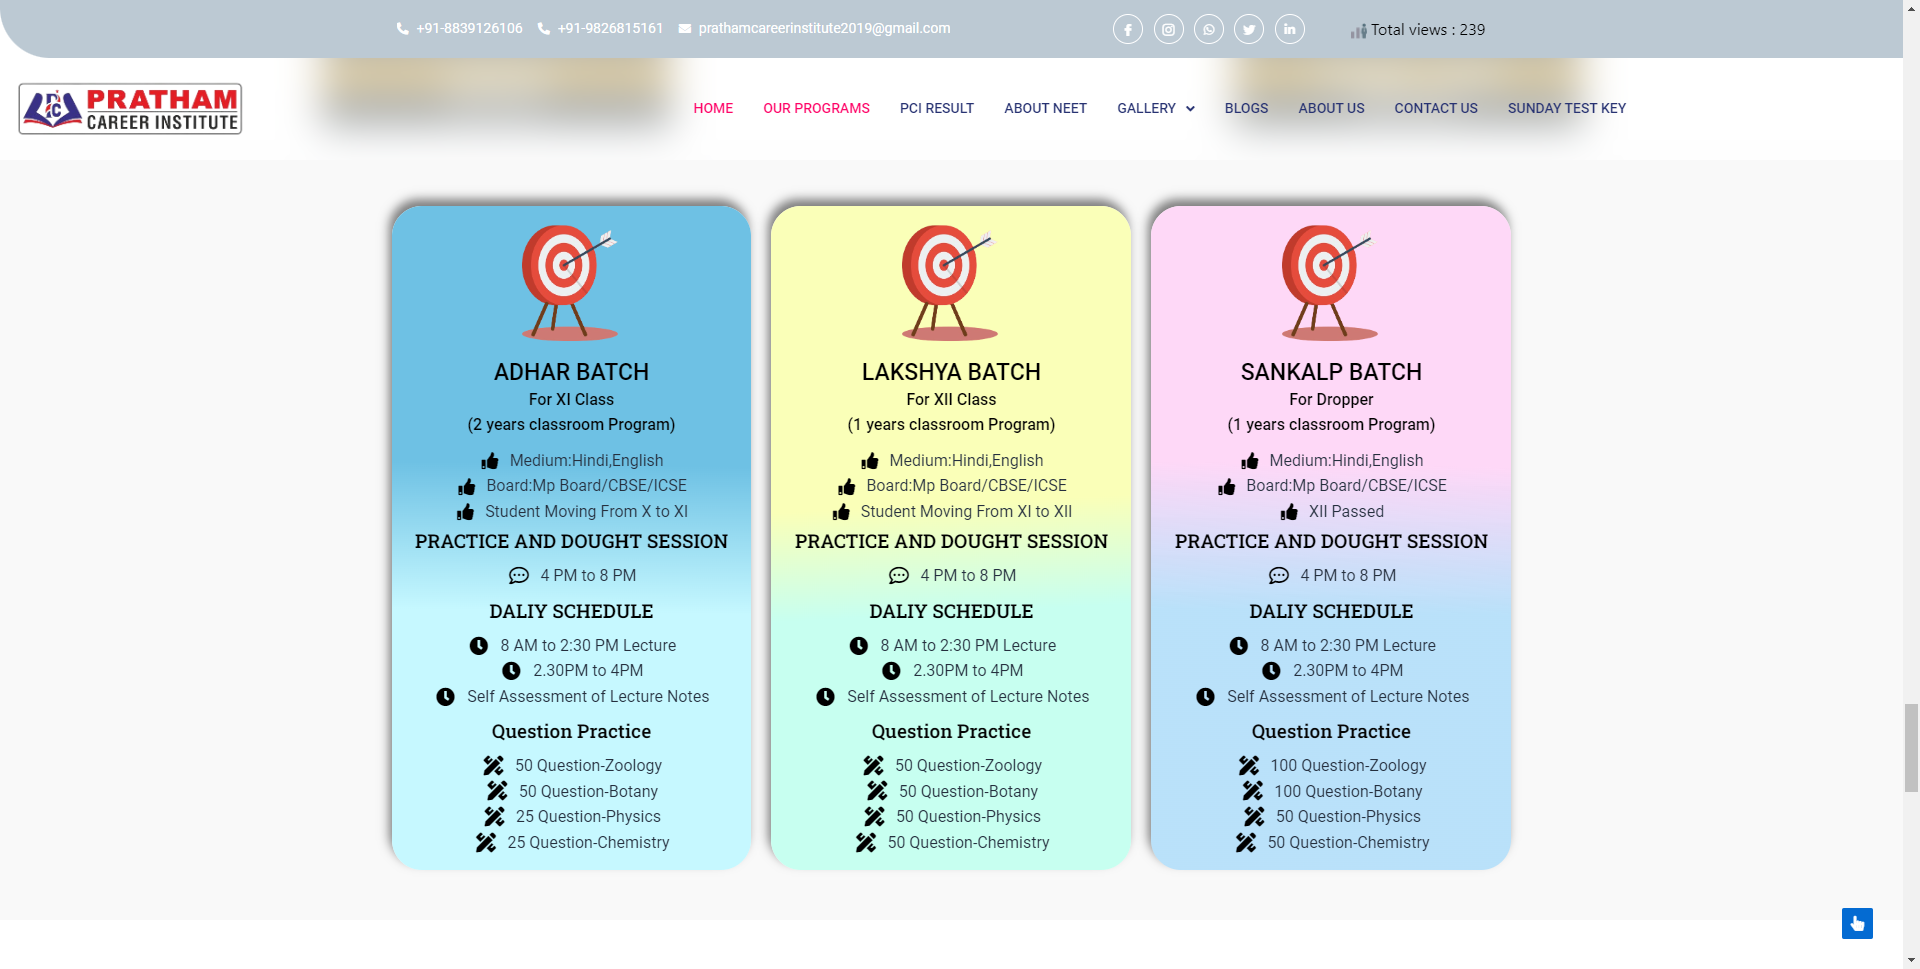 +91-8839126106 +91-9826815161 prathamcareerinstitute2019@gmail.com Total views : 239
PRATHAM
CAREER INSTITUTE
HOME OUR PROGRAMS PCI RESULT ABOUT NEET GALLERY BLOGS ABOUT US CONTACT US SUNDAY TEST KEY
ADHAR BATCH
For XI Class
(2 years classroom Program)
Medium:Hindi,English
Board:Mp Board/CBSE/ICSE
Student Moving From X to XI
PRACTICE AND DOUGHT SESSION
4 PM to 8 PM
DALIY SCHEDULE
8 AM to 2:30 PM Lecture
2.30PM to 4PM
Self Assessment of Lecture Notes
Question Practice
50 Question-Zoology
50 Question-Botany
25 Question-Physics
25 Question-Chemistry
LAKSHYA BATCH
For XII Class
(1 years classroom Program)
Medium:Hindi,English
Board:Mp Board/CBSE/ICSE
Student Moving From XI to XII
PRACTICE AND DOUGHT SESSION
4 PM to 8 PM
DALIY SCHEDULE
8 AM to 2:30 PM Lecture
2.30PM to 4PM
Self Assessment of Lecture Notes
Question Practice
50 Question-Zoology
50 Question-Botany
50 Question-Physics
50 Question-Chemistry
SANKALP BATCH
For Dropper
(1 years classroom Program)
Medium:Hindi,English
Board:Mp Board/CBSE/ICSE
XII Passed
PRACTICE AND DOUGHT SESSION
4 PM to 8 PM
DALIY SCHEDULE
8 AM to 2:30 PM Lecture
2.30PM to 4PM
Self Assessment of Lecture Notes
Question Practice
100 Question-Zoology
100 Question-Botany
50 Question-Physics
50 Question-Chemistry